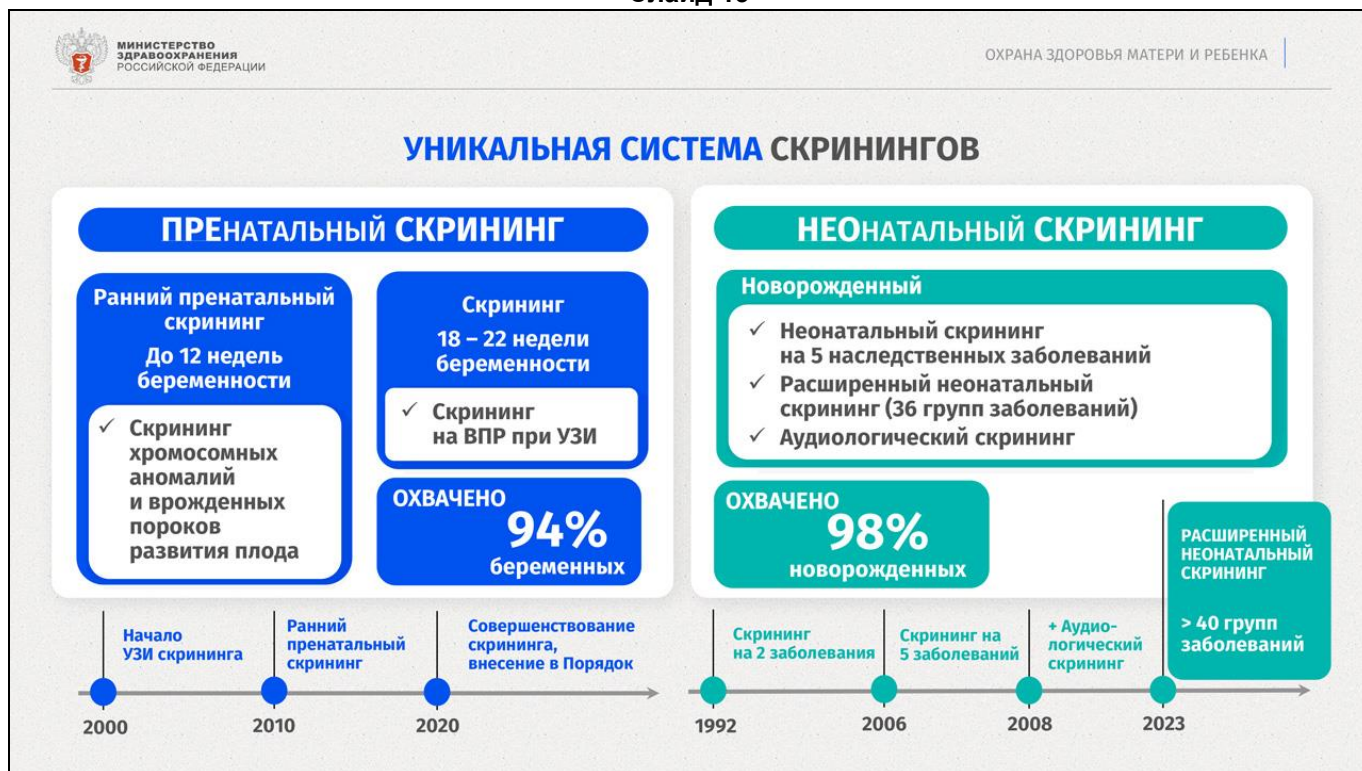 МИНИСТЕРСТВО
ЗДРАВООХРАНЕНИЯ
РОССИЙСКОЙ ФЕДЕРАЦИИ
ОХРАНА ЗДОРОВЬЯ МАТЕРИ И РЕБЕНКА
УНИКАЛЬНАЯ СИСТЕМА СКРИНИНГОВ
ПРЕНАТАЛЬНЫЙ СКРИНИНГ
Ранний пренатальный
скрининг
До 12 недель
беременности
✓ Скрининг
хромосомных
аномалий
и врожденных
пороков
развития плода
Скрининг
18 – 22 недели
беременности
✓ Скрининг
на ВПР при УЗИ
ОХВАЧЕНО
94%
беременных
НЕОНАТАЛЬНЫЙ СКРИНИНГ
Новорожденный
✓ Неонатальный скрининг
на 5 наследственных заболеваний
✓ Расширенный неонатальный
скрининг (36 групп заболеваний)
✓ Аудиологический скрининг
ОХВАЧЕНО
98%
новорожденных
РАСШИРЕННЫЙ
НЕОНАТАЛЬНЫЙ
СКРИНИНГ
> 40 групп
заболеваний
Начало
УЗИ скрининга
Ранний
пренатальный
скрининг
Совершенствование
скрининга,
внесение в Порядок
2000
2010
2020
Скрининг
на 2 заболевания
Скрининг на
5 заболеваний
+ Аудио-
логический
скрининг
1992
2006
2008
2023